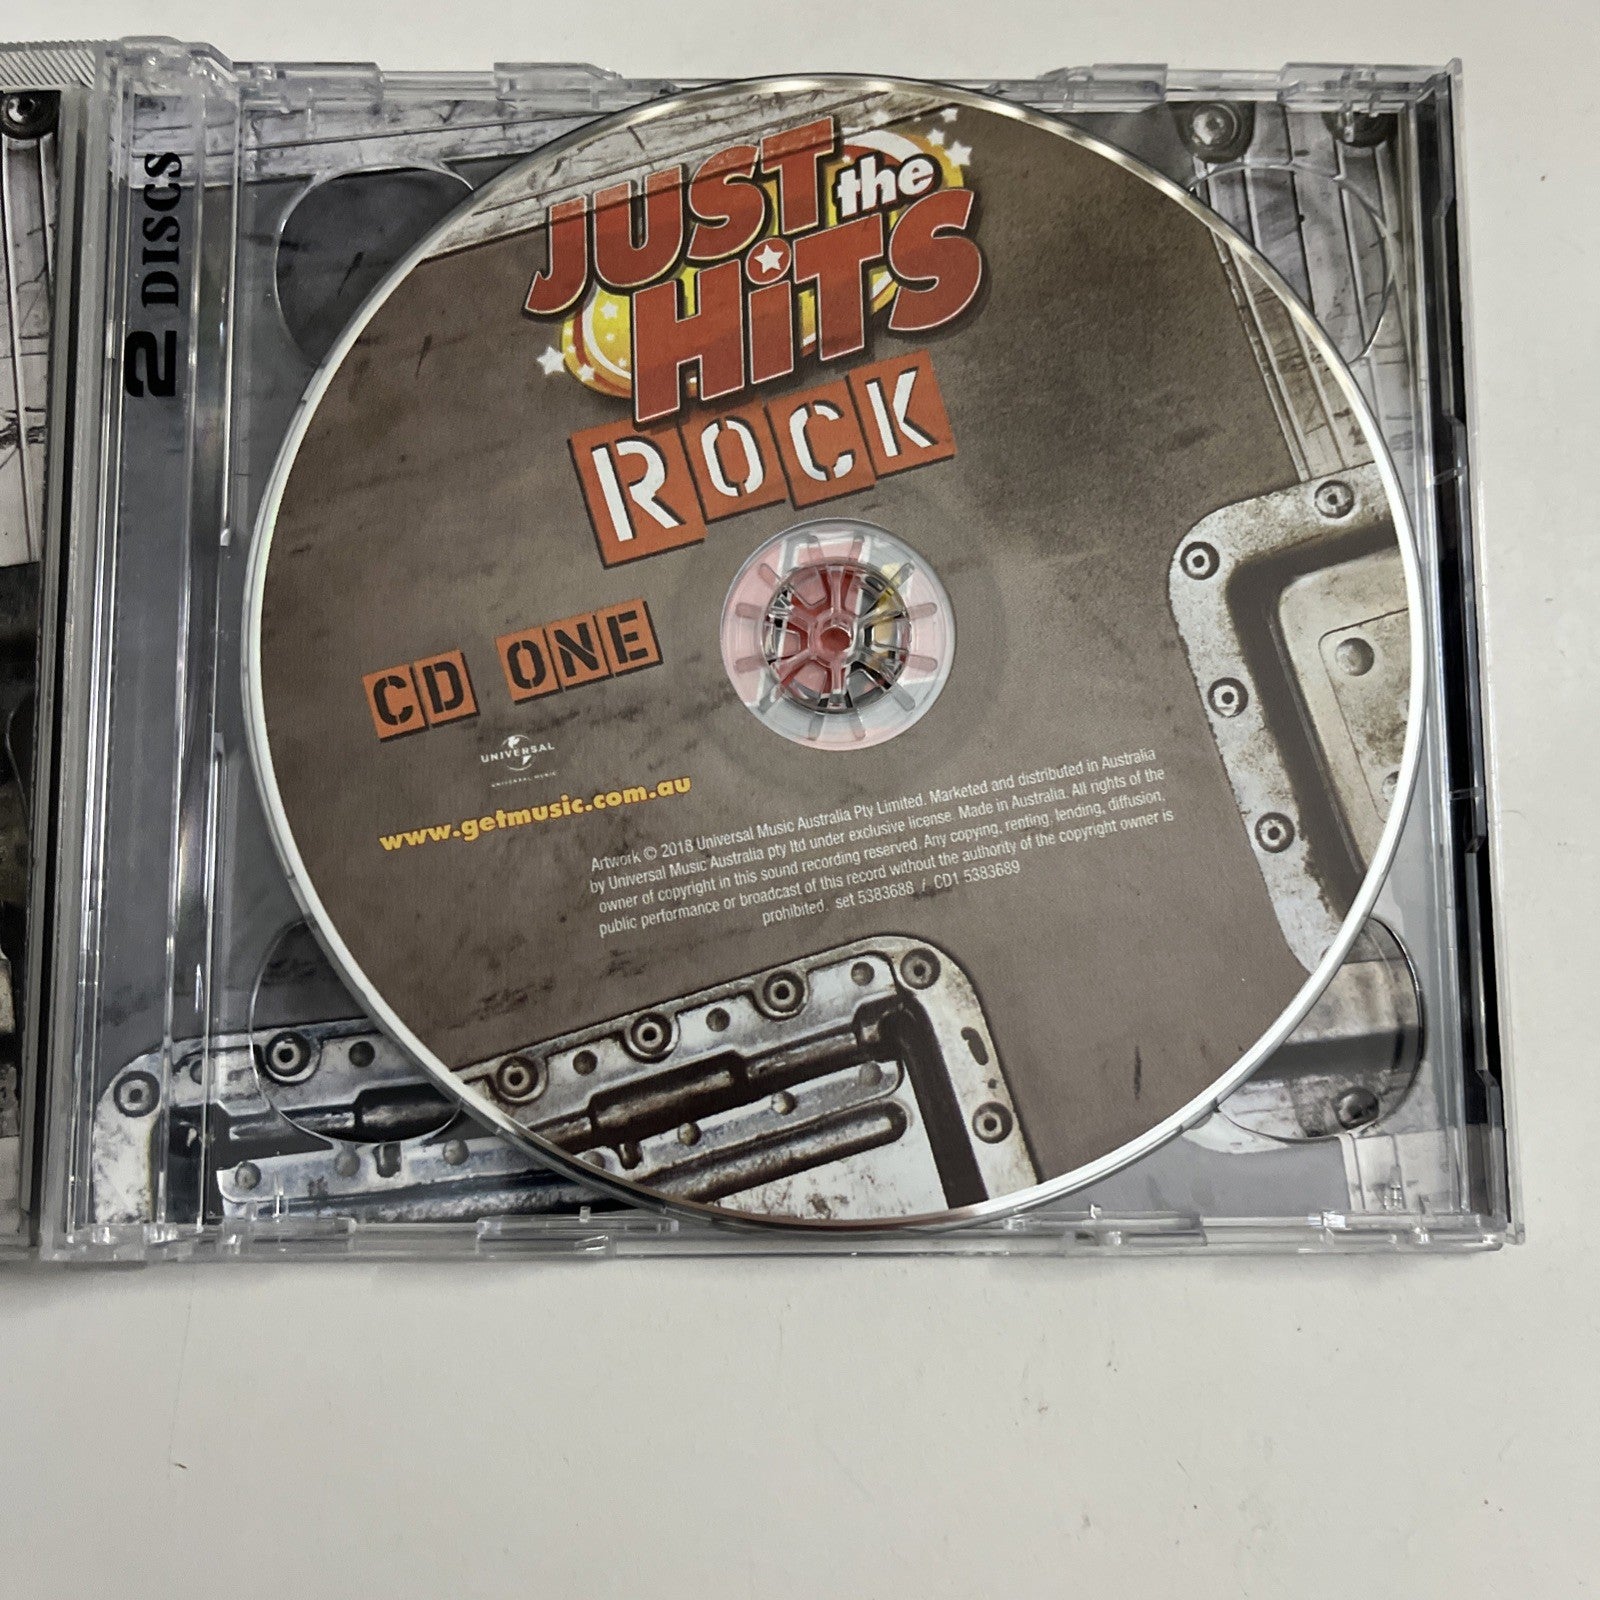 2 DISCS
JUST the
HiTS
ROCK
CD ONE
UNIVERSAL
UNIVERSAL MUSIC
www.getmusic.com.au
Artwork © 2018 Universal Music Australia Pty Limited. Marketed and distributed in Australia
by Universal Music Australia pty ltd under exclusive license. Made in Australia. All rights of the
owner of copyright in this sound recording reserved. Any copying, renting, lending, diffusion,
public performance or broadcast of this record without the authority of the copyright owner is
prohibited. set 5383688 / CD1 5383689